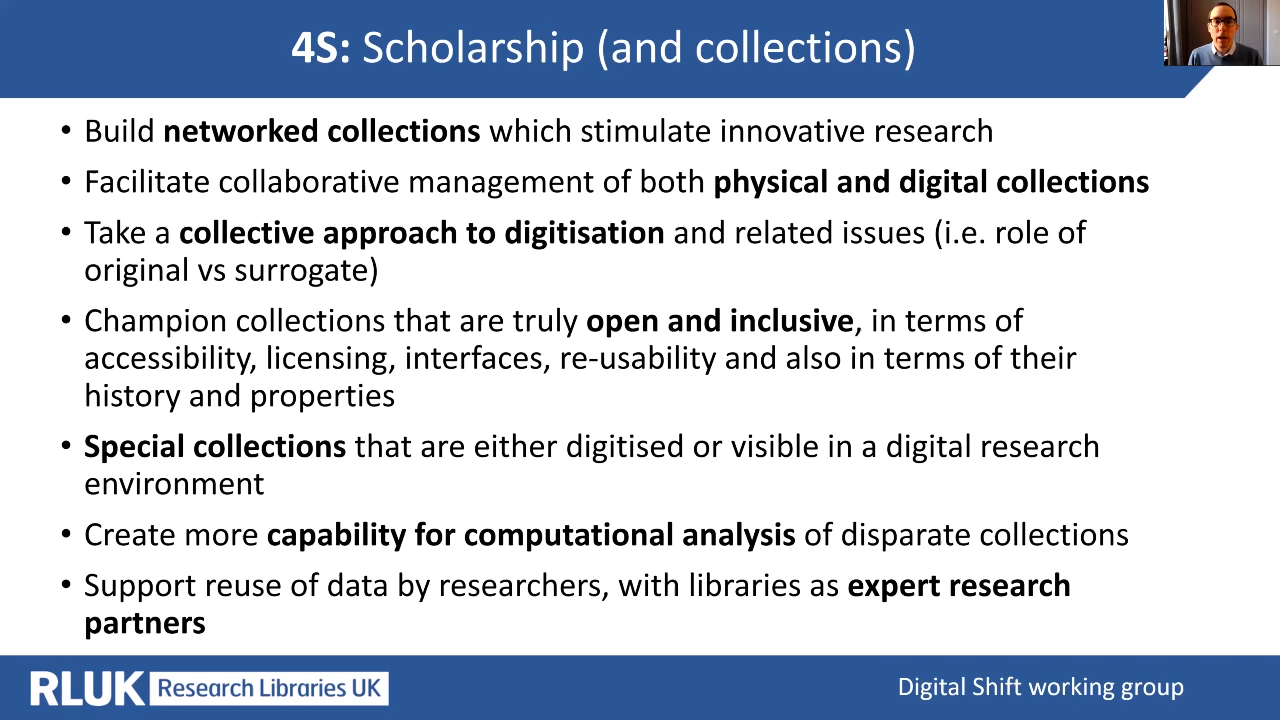 4S: Scholarship (and collections)
• Build networked collections which stimulate innovative research
• Facilitate collaborative management of both physical and digital collections
• Take a collective approach to digitisation and related issues (i.e. role of
original vs surrogate)
• Champion collections that are truly open and inclusive, in terms of
accessibility, licensing, interfaces, re-usability and also in terms of their
history and properties
• Special collections that are either digitised or visible in a digital research
environment
• Create more capability for computational analysis of disparate collections
• Support reuse of data by researchers, with libraries as expert research
partners
RLUK Research Libraries UK
Digital Shift working group